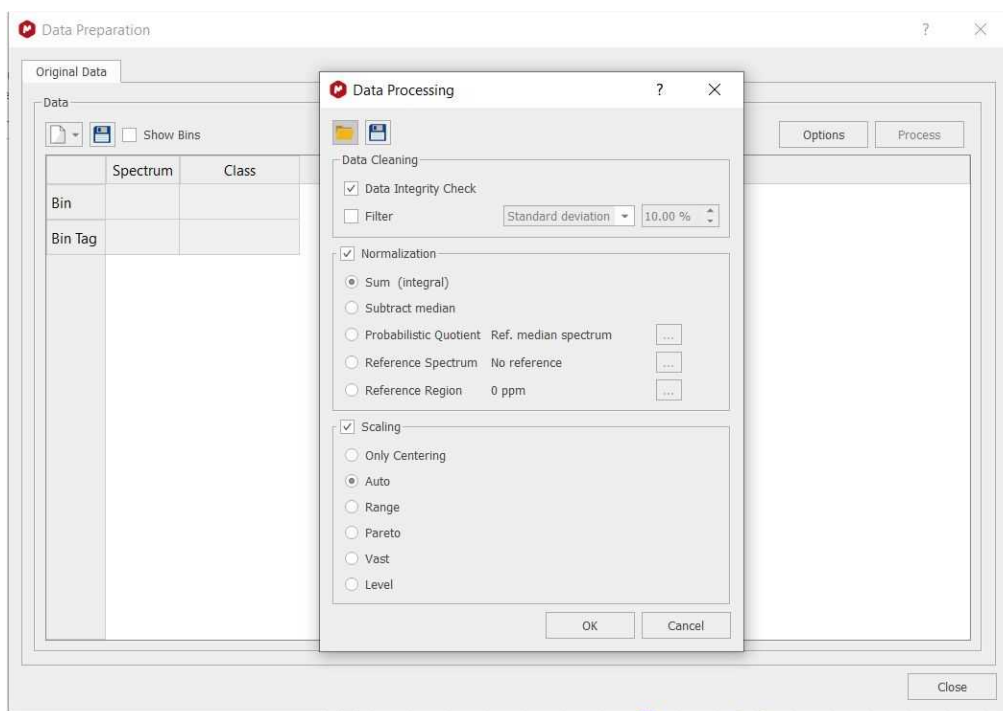 Data Preparation
?
Original Data
Data
Show Bins
Options
Process
Spectrum
Class
Bin
Bin Tag
Data Processing
?
Data Cleaning
Data Integrity Check
Filter
Standard deviation
10.00 %
Normalization
Sum (integral)
Subtract median
Probabilistic Quotient Ref. median spectrum ...
Reference Spectrum No reference ...
Reference Region 0 ppm ...
Scaling
Only Centering
Auto
Range
Pareto
Vast
Level
OK
Cancel
Close